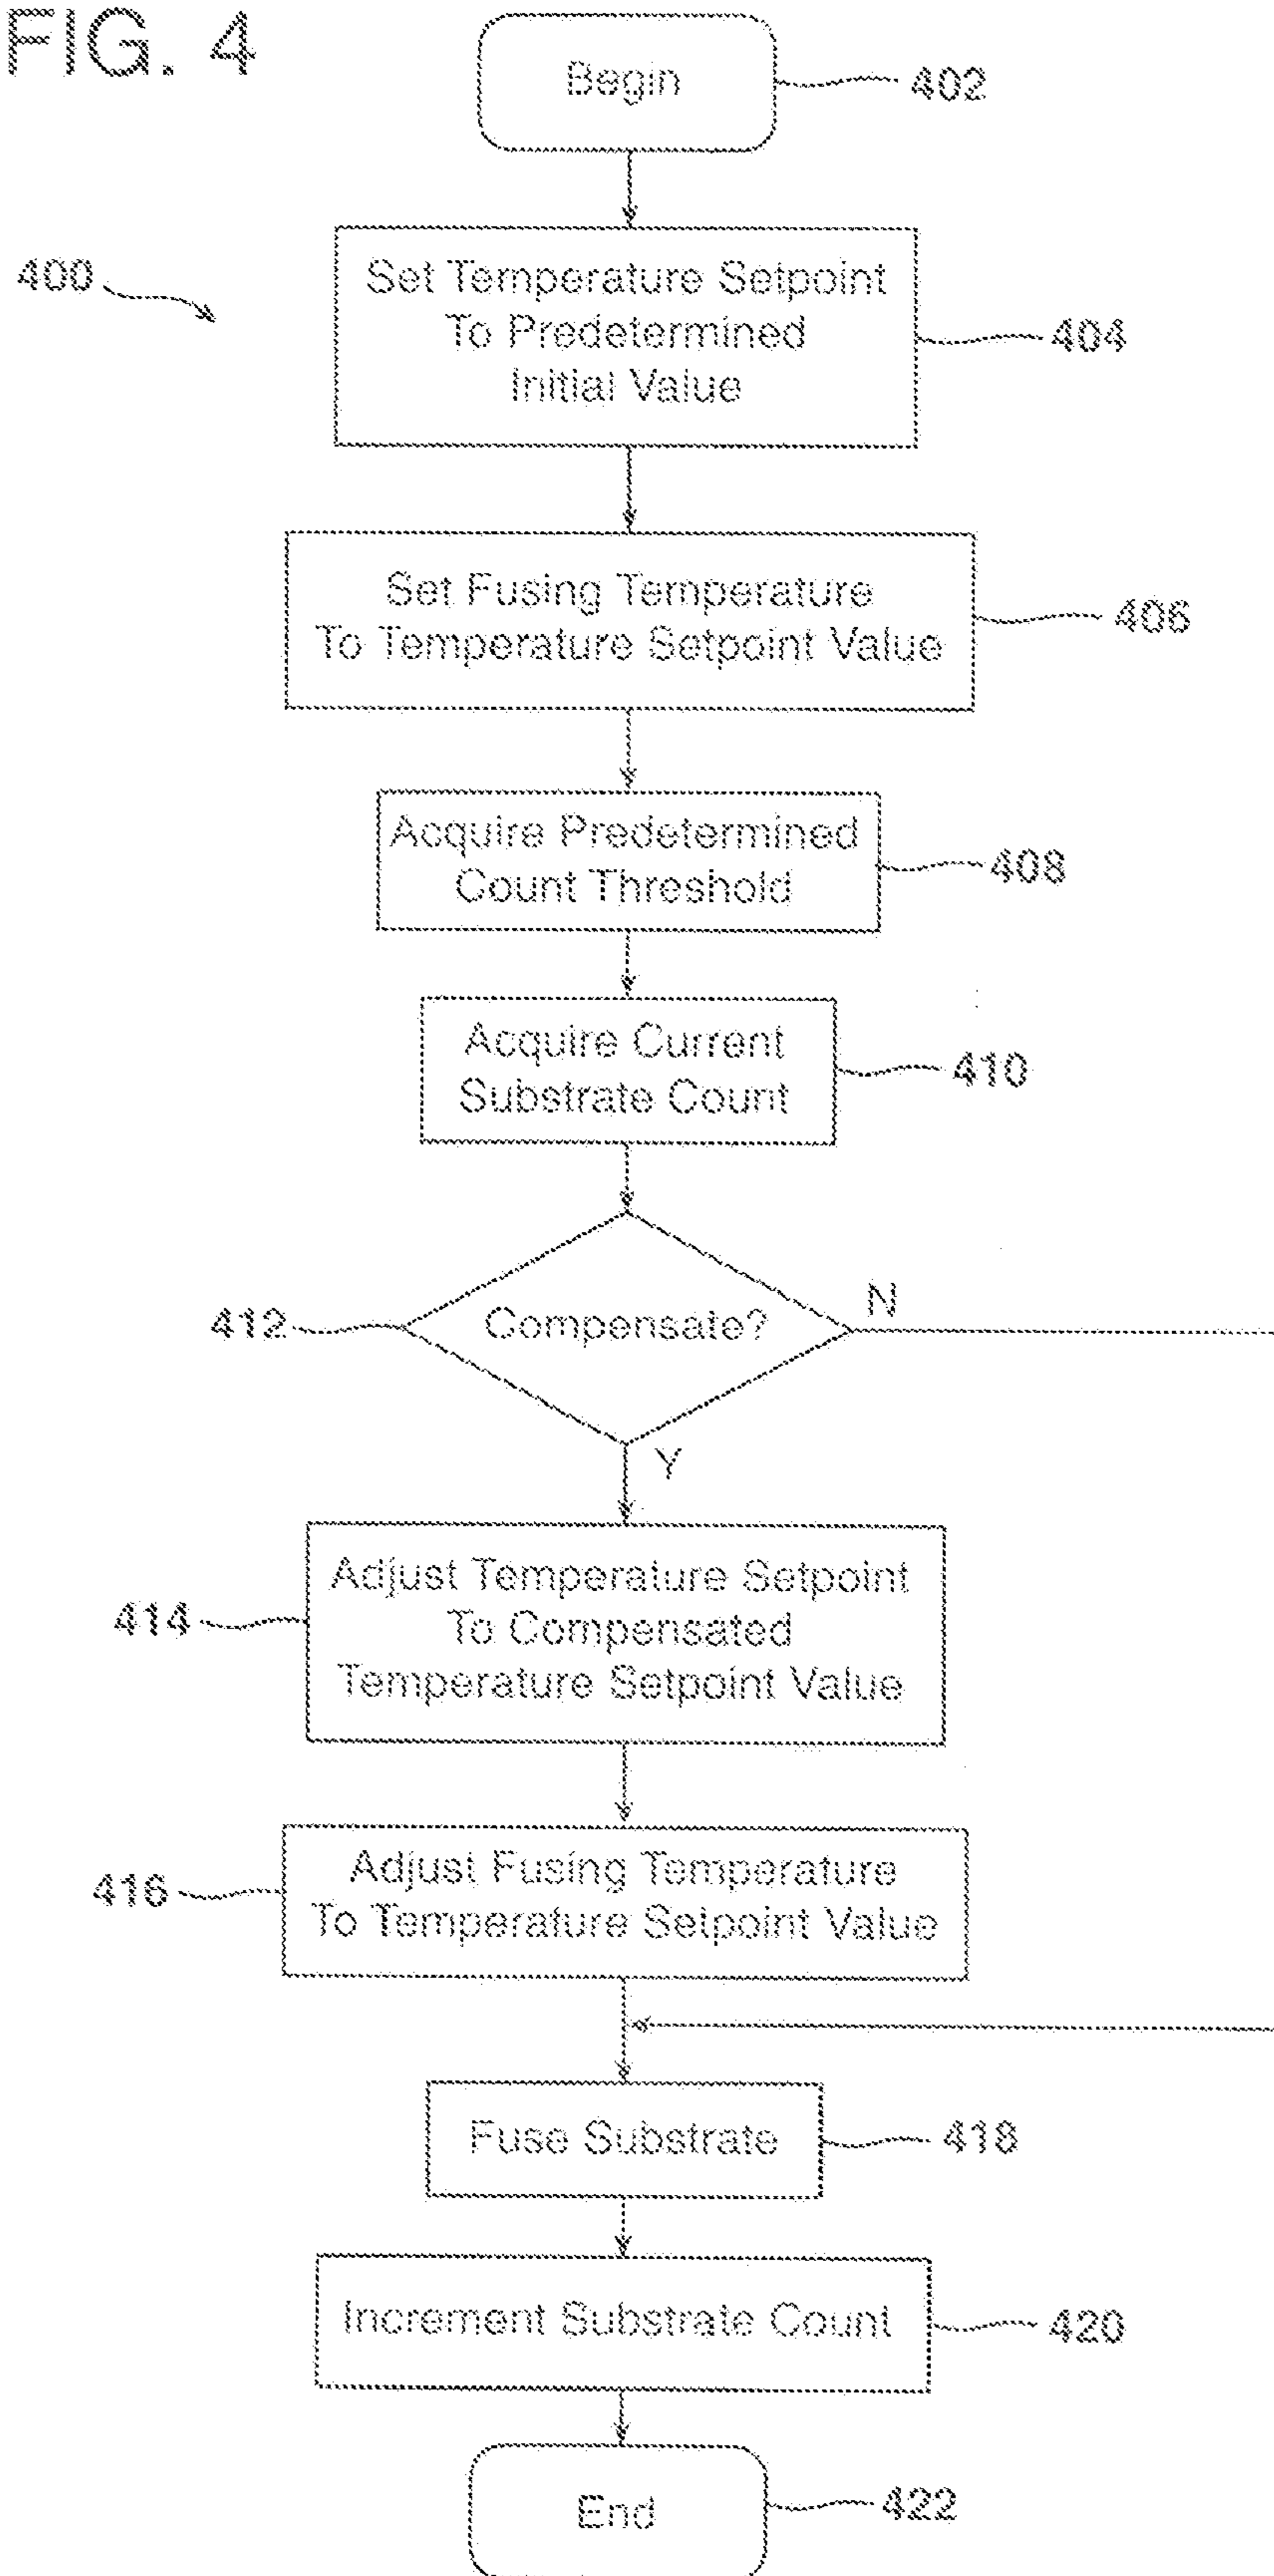 FIG. 4
Begin
402
400
Set Temperature Setpoint
To Predetermined
Initial Value
404
Set Fusing Temperature
To Temperature Setpoint Value
406
Acquire Predetermined
Count Threshold
408
Acquire Current
Substrate Count
410
412
Compensate?
N
Y
414
Adjust Temperature Setpoint
To Compensated
Temperature Setpoint Value
416
Adjust Fusing Temperature
To Temperature Setpoint Value
Fuse Substrate
418
Increment Substrate Count
420
End
422